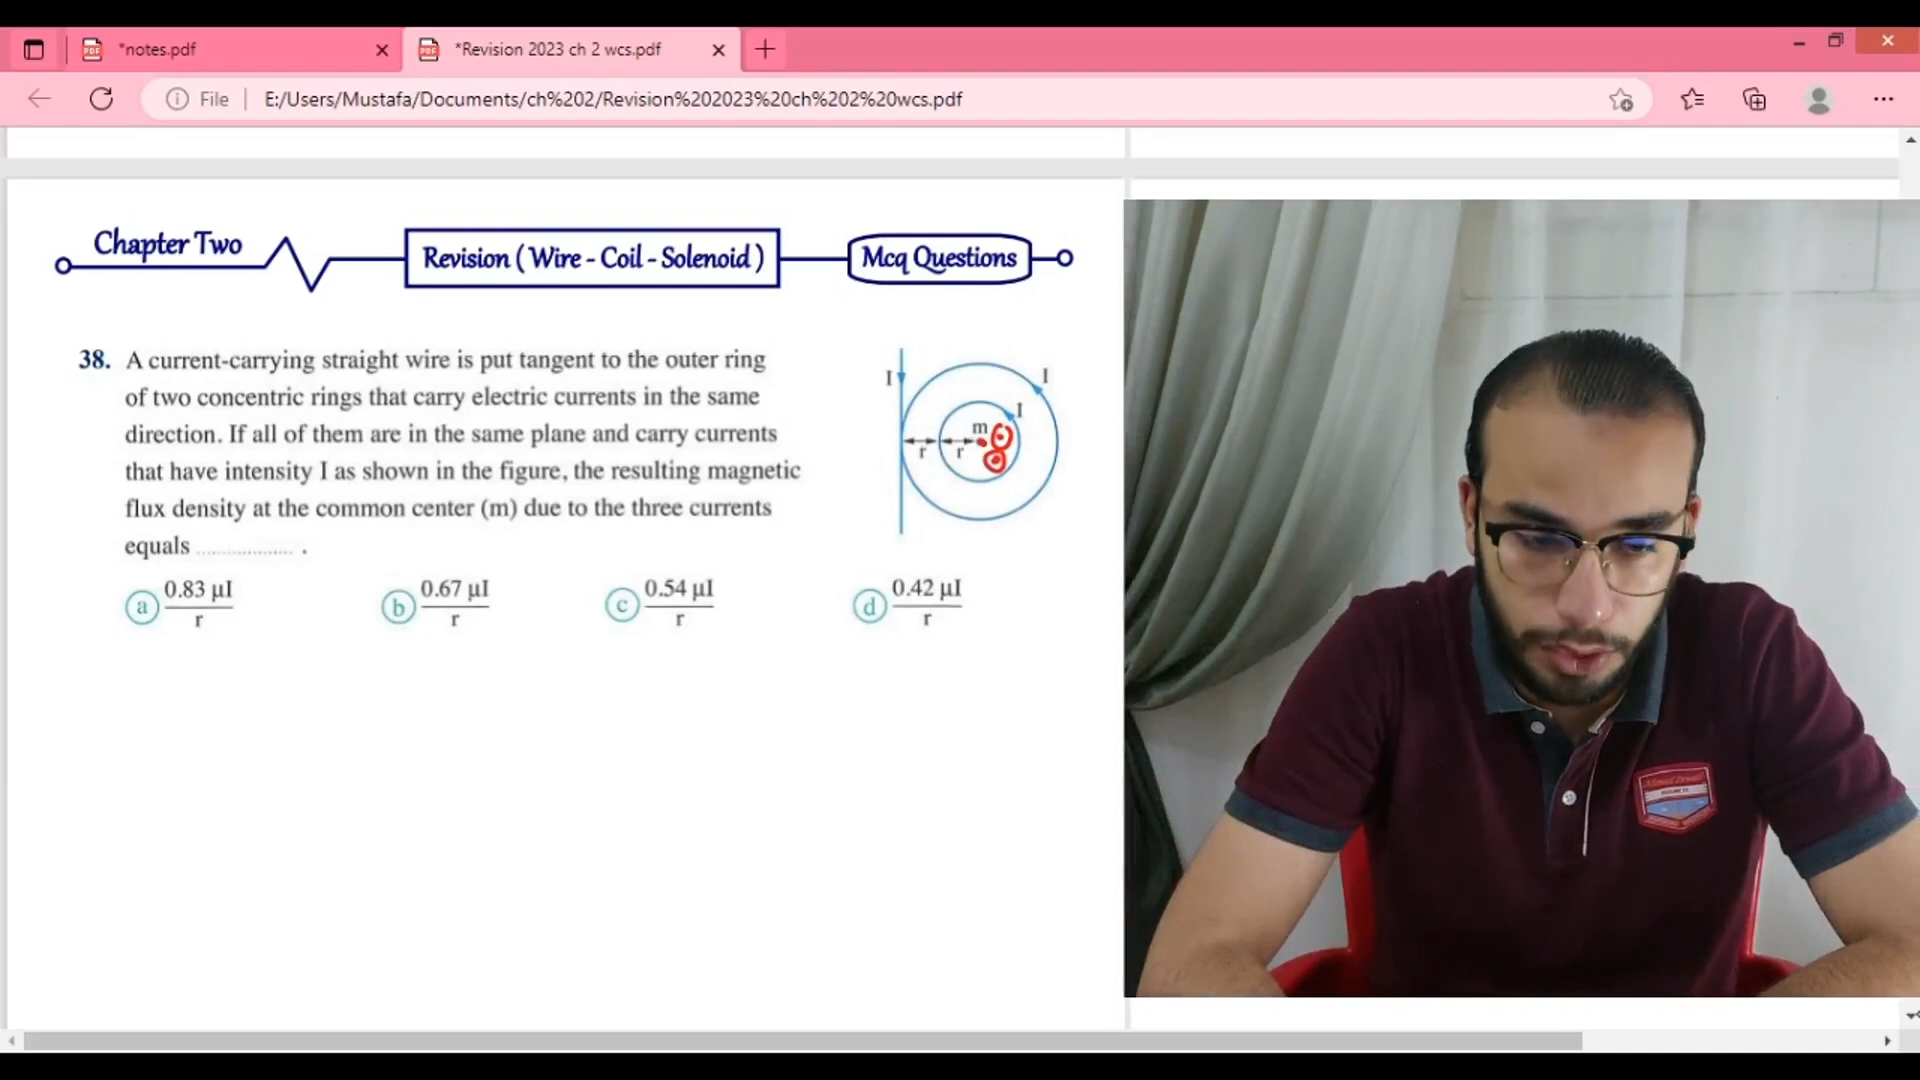 *notes.pdf
*Revision 2023 ch 2 wcs.pdf
File
E:/Users/Mustafa/Documents/ch%202/Revision%202023%20ch%202%20wcs.pdf
Chapter Two
Revision ( Wire - Coil - Solenoid )
Mcq Questions
38. A current-carrying straight wire is put tangent to the outer ring
of two concentric rings that carry electric currents in the same
direction. If all of them are in the same plane and carry currents
that have intensity I as shown in the figure, the resulting magnetic
flux density at the common center (m) due to the three currents
equals .................... .
I
I
I
m
r
r
a 0.83 μI / r
b 0.67 μI / r
c 0.54 μI / r
d 0.42 μI / r